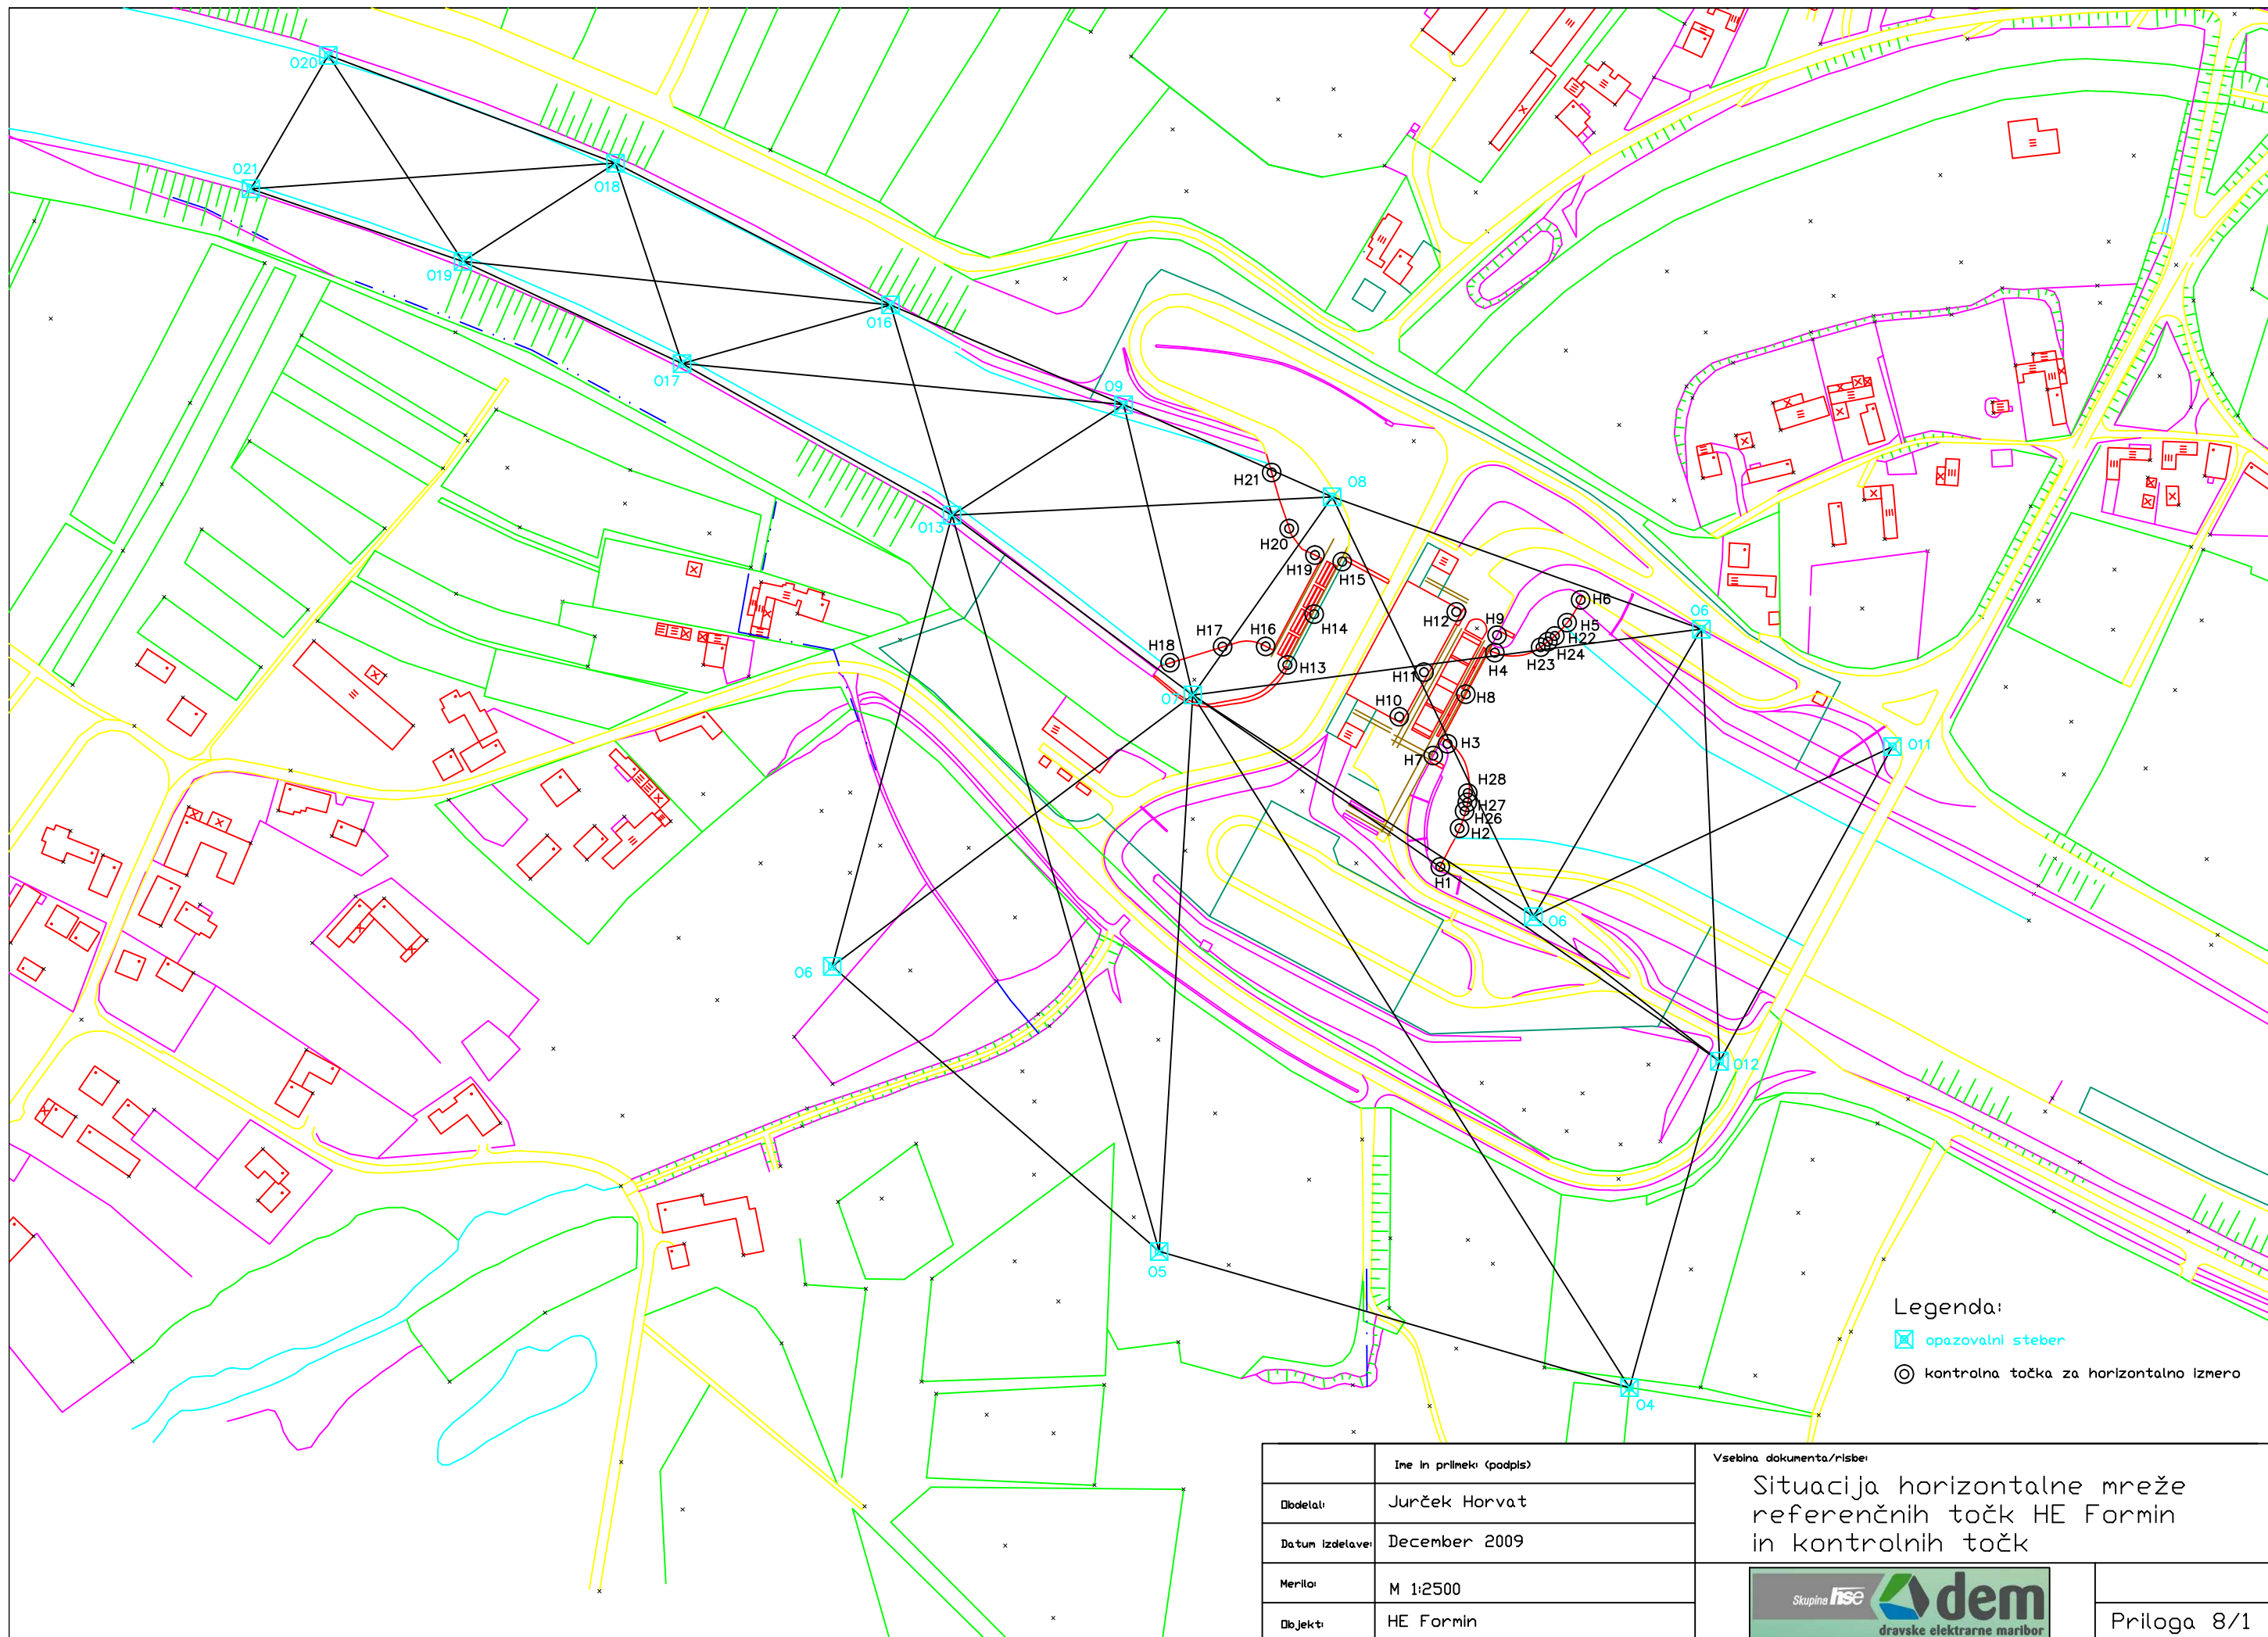 O20
O21
O18
O19
O16
O17
O9
O8
O13
H21
H20
H19
H15
H14
H18
H17
H16
H13
O7
H12
H9
H6
H5
H22
H24
H23
H4
O6
H11
H8
H10
H3
H7
O11
H28
H27
H26
H2
H1
O6
O6
O12
O5
O4
Legenda:
opazovalni steber
kontrolna točka za horizontalno izmero
Ime in priimek: (podpis)
Obdelal: Jurček Horvat
Datum izdelave: December 2009
Merilo: M 1:2500
Objekt: HE Formin
Vsebina dokumenta/risbe:
Situacija horizontalne mreže
referenčnih točk HE Formin
in kontrolnih točk
Skupina hse dem
dravske elektrarne maribor
Priloga 8/1